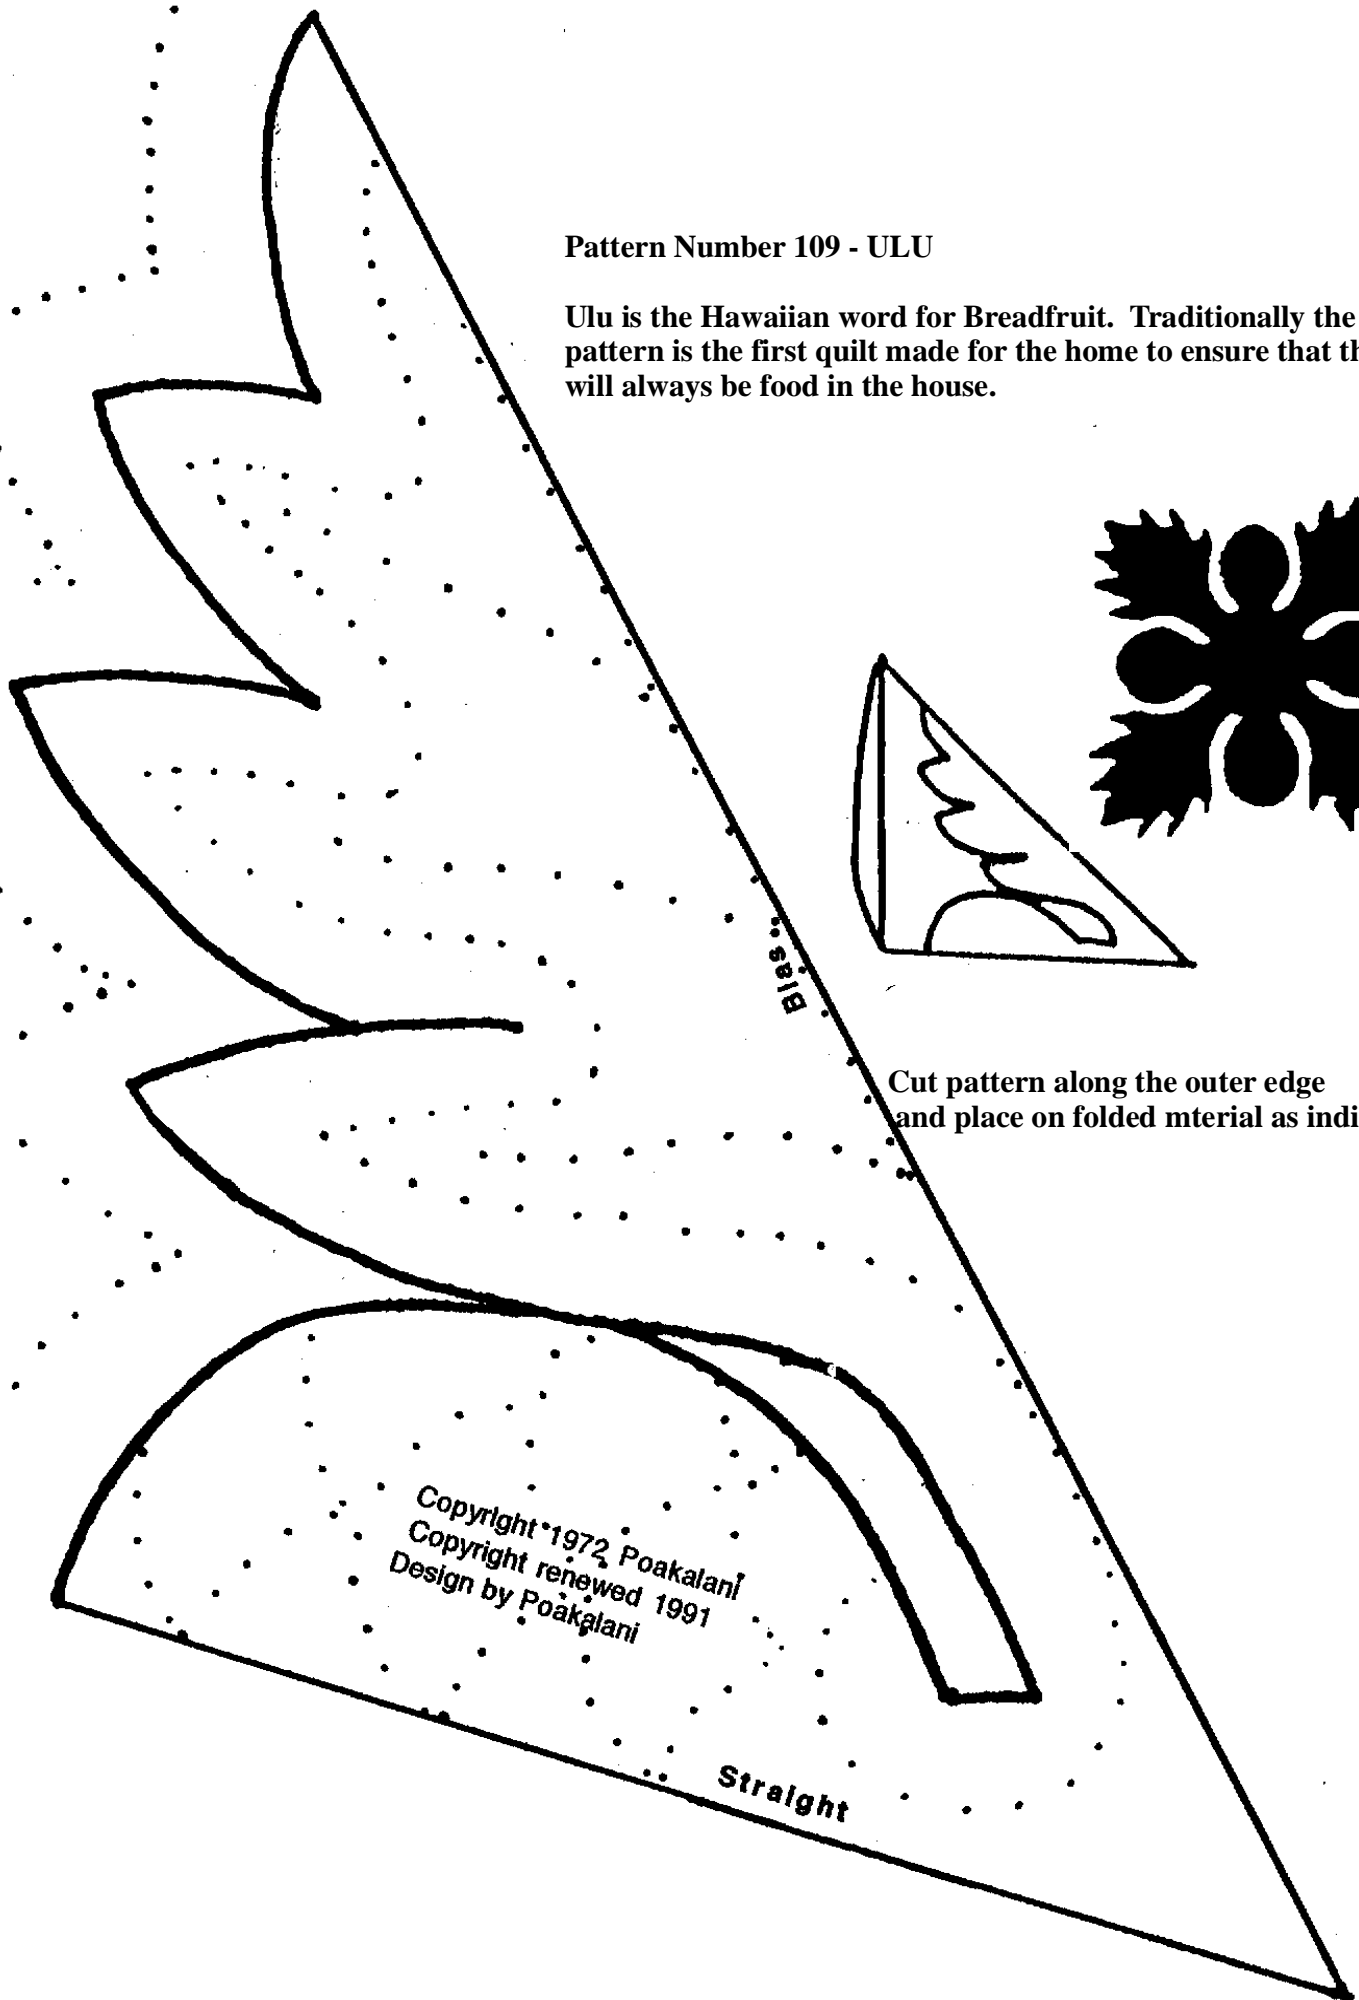 Pattern Number 109 - ULU
Ulu is the Hawaiian word for Breadfruit. Traditionally the
pattern is the first quilt made for the home to ensure that
will always be food in the house.
Bias
Cut pattern along the outer edge
and place on folded mterial as
Copyright 1972 Poakalani
Copyright renewed 1991
Design by Poakalani
Straight